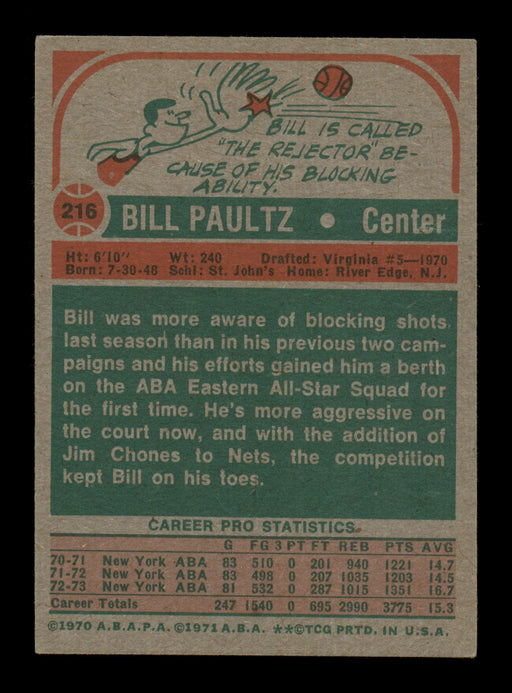 BILL IS CALLED
"THE REJECTOR" BE-
CAUSE OF HIS BLOCKING
ABILITY.
216 BILL PAULTZ • Center
Ht: 6'10" Wt: 240 Drafted: Virginia #5—1970
Born: 7-30-48 Schl: St. John's Home: River Edge, N.J.
Bill was more aware of blocking shots
last season than in his previous two cam-
paigns and his efforts gained him a berth
on the ABA Eastern All-Star Squad for
the first time. He's more aggressive on
the court now, and with the addition of
Jim Chones to Nets, the competition
kept Bill on his toes.
CAREER PRO STATISTICS
G FG 3 PT FT REB PTS AVG
70-71 New York ABA 83 510 0 201 940 1221 14.7
71-72 New York ABA 83 498 0 207 1035 1203 14.5
72-73 New York ABA 81 532 0 287 1015 1351 16.7
Career Totals 247 1540 0 695 2990 3775 15.3
©1970 A.B.A.P.A. ©1971 A.B.A. **©TCG PRTD. IN U.S.A.